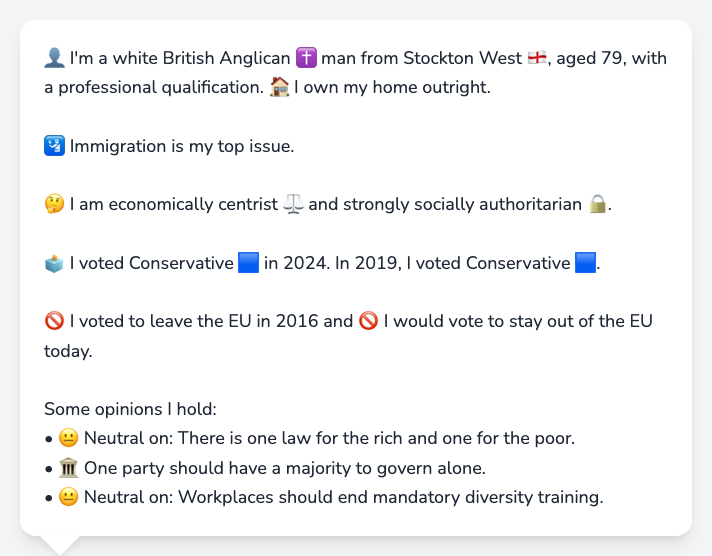 👤 I'm a white British Anglican ✝️ man from Stockton West 🏴󠁧󠁢󠁥󠁮󠁧󠁿, aged 79, with
a professional qualification. 🏠 I own my home outright.
🛂 Immigration is my top issue.
🤔 I am economically centrist ⚖️ and strongly socially authoritarian 🔒.
🗳️ I voted Conservative 🟦 in 2024. In 2019, I voted Conservative 🟦.
🚫 I voted to leave the EU in 2016 and 🚫 I would vote to stay out of the EU
today.
Some opinions I hold:
• 😐 Neutral on: There is one law for the rich and one for the poor.
• 🏛️ One party should have a majority to govern alone.
• 😐 Neutral on: Workplaces should end mandatory diversity training.